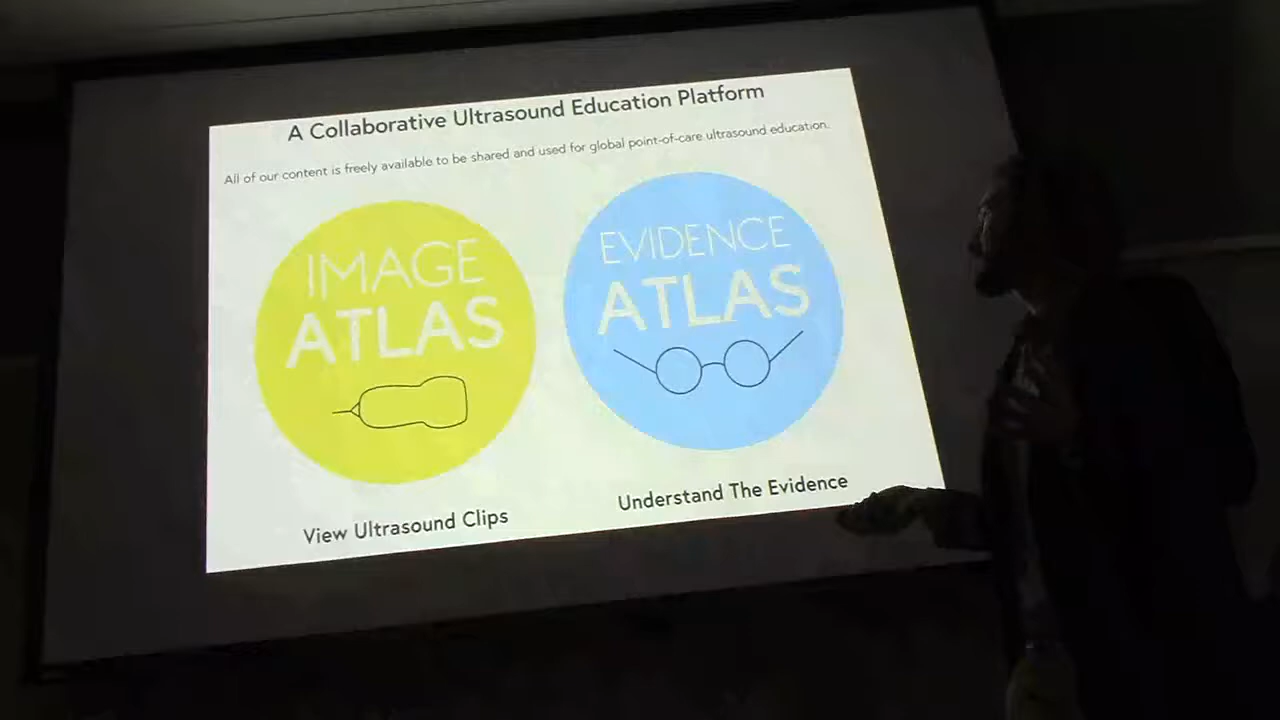 A Collaborative Ultrasound Education Platform
All of our content is freely available to be shared and used for global point-of-care ultrasound education.
IMAGE
ATLAS
EVIDENCE
ATLAS
View Ultrasound Clips
Understand The Evidence